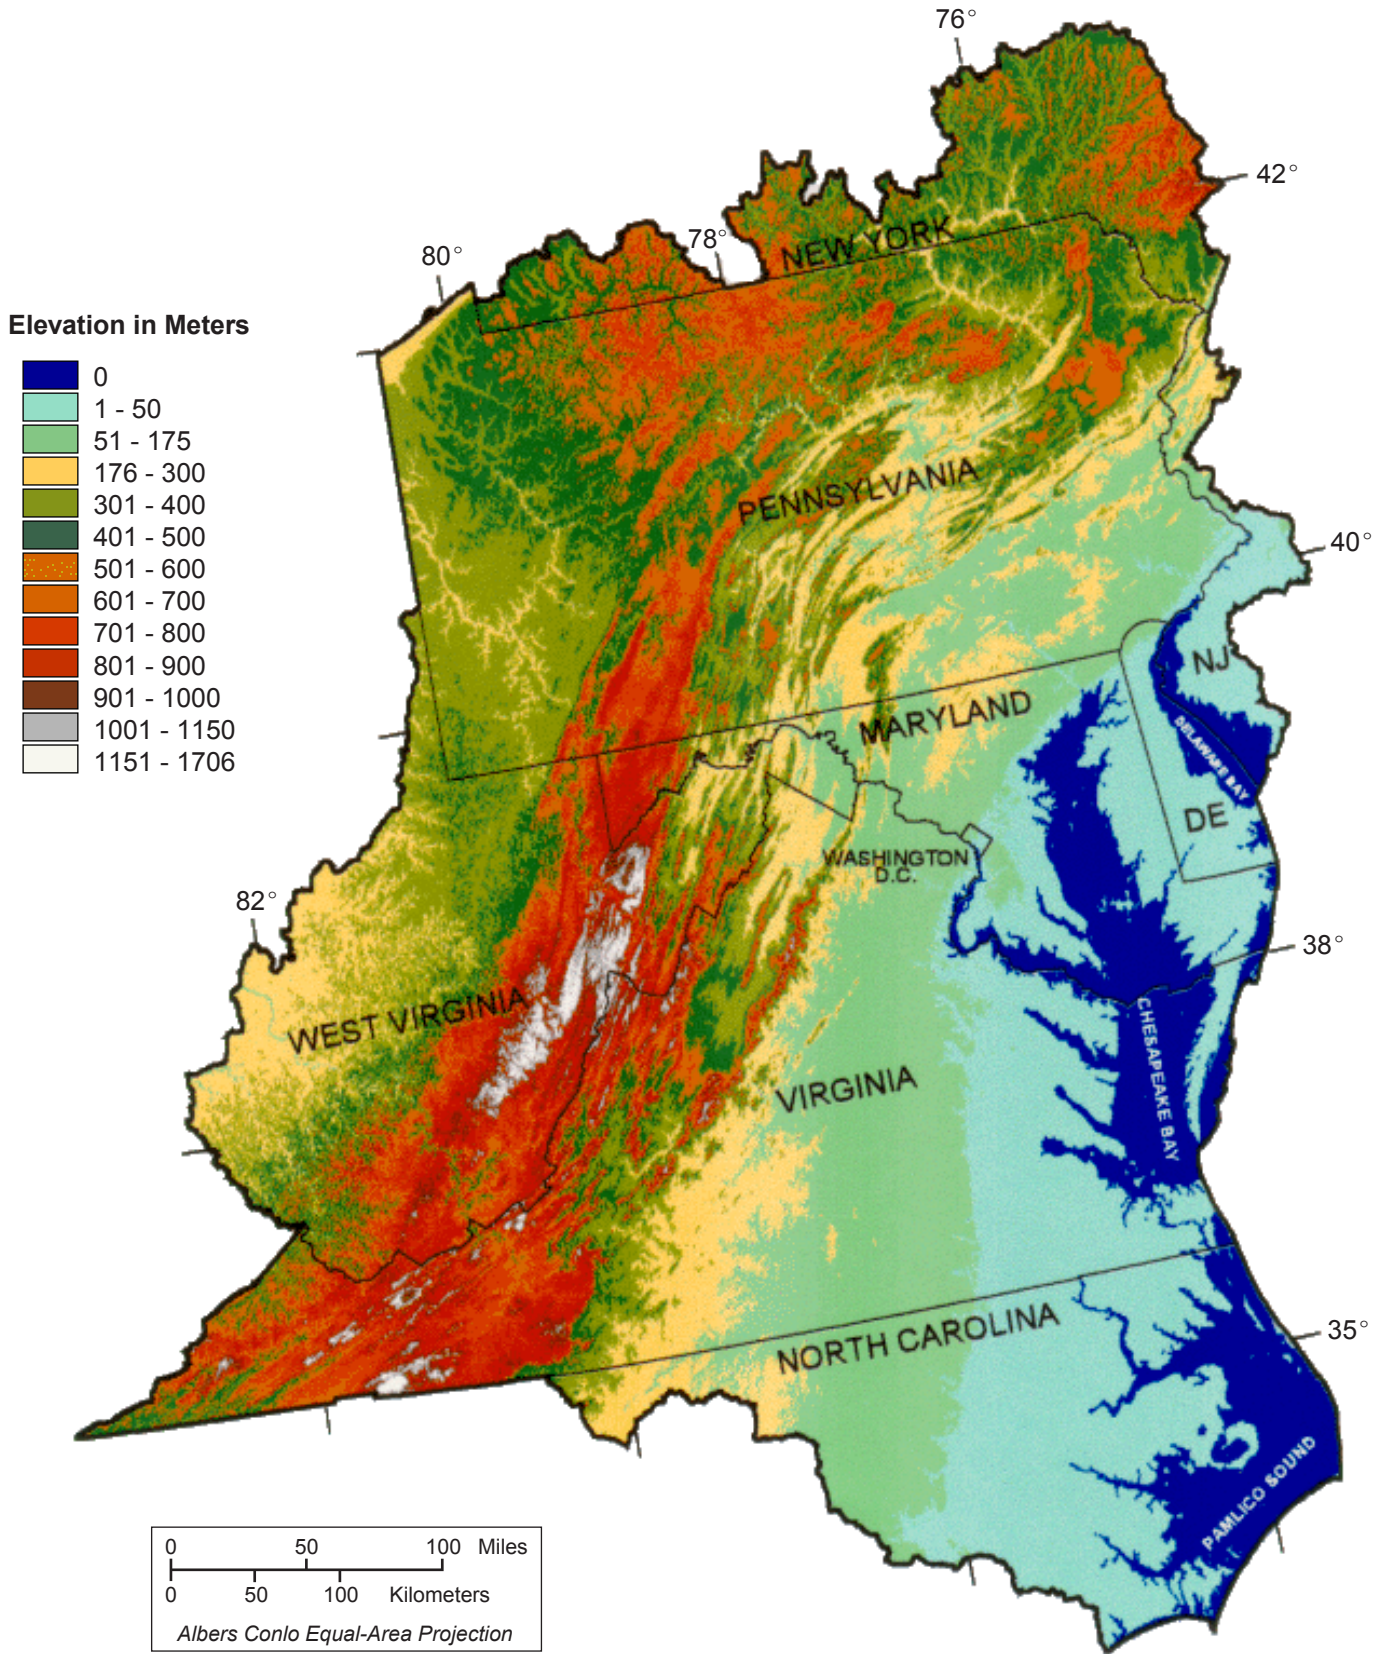 76°
42°
78°
80°
NEW YORK
Elevation in Meters
0
1 - 50
51 - 175
176 - 300
301 - 400
401 - 500
501 - 600
601 - 700
701 - 800
801 - 900
901 - 1000
1001 - 1150
1151 - 1706
PENNSYLVANIA
40°
NJ
MARYLAND
DELAWARE BAY
DE
WASHINGTON
D.C.
82°
38°
WEST VIRGINIA
CHESAPEAKE BAY
VIRGINIA
35°
NORTH CAROLINA
PAMLICO SOUND
0 50 100 Miles
0 50 100 Kilometers
Albers Conlo Equal-Area Projection